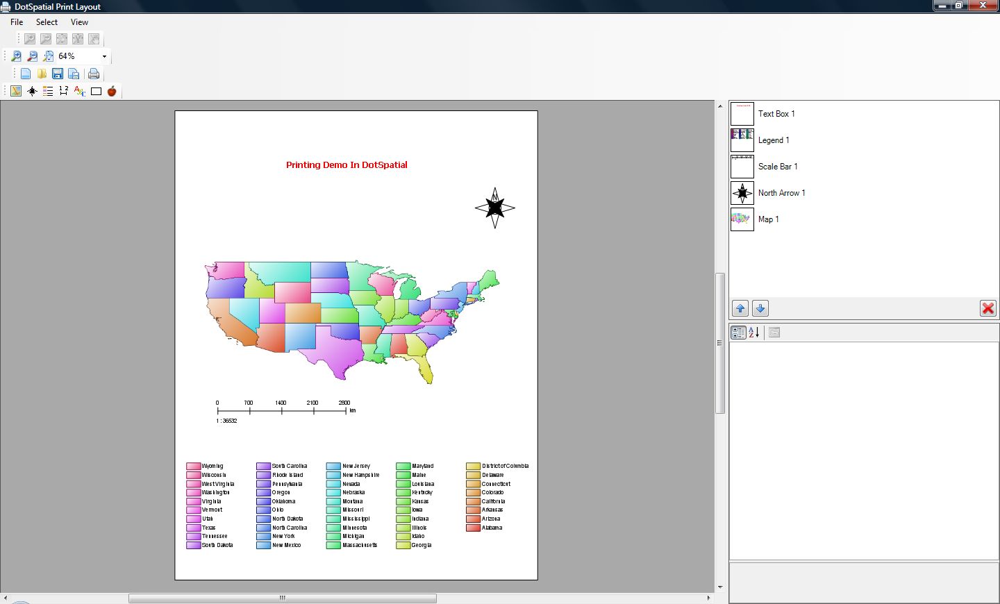 DotSpatial Print Layout
File Select View
64%
1 2
Printing Demo In DotSpatial
N
0 700 1400 2100 2800
km
1 : 36532
Wyoming South Carolina New Jersey Maryland District of Columbia
Wisconsin Rhode Island New Hampshire Maine Delaware
West Virginia Pennsylvania Nevada Louisiana Connecticut
Washington Oregon Nebraska Kentucky Colorado
Virginia Oklahoma Montana Kansas California
Vermont Ohio Missouri Iowa Arkansas
Utah North Dakota Mississippi Indiana Arizona
Texas North Carolina Minnesota Illinois Alabama
Tennessee New York Michigan Idaho
South Dakota New Mexico Massachusetts Georgia
Text Box 1
Legend 1
Scale Bar 1
North Arrow 1
Map 1
A
Z